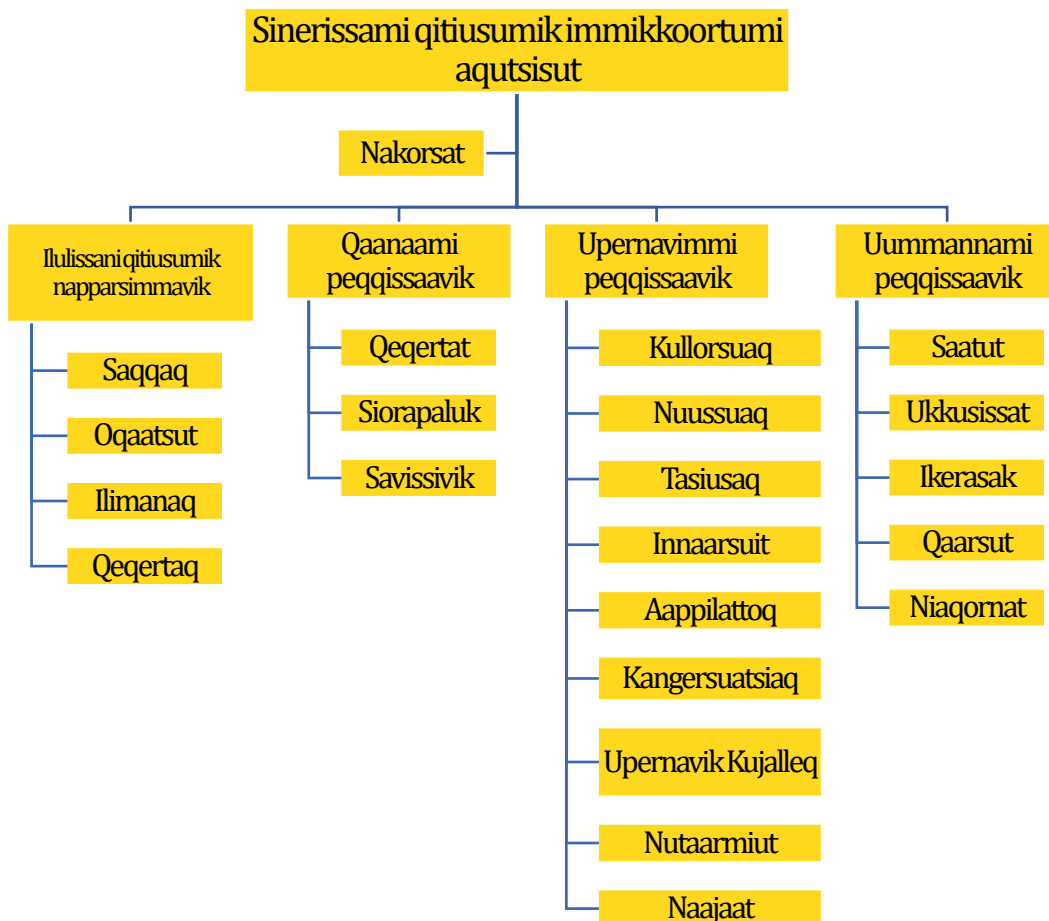 Sinerissami qitiusumik immikkoortumi
aqutsisut
Nakorsat
Ilulissani qitiusumik
napparsimmavik
Saqqaq
Oqaatsut
Ilimanaq
Qeqertaq
Qaanaami
peqqissaavik
Qeqertat
Siorapaluk
Savissivik
Upernavimmi
peqqissaavik
Kullorsuaq
Nuussuaq
Tasiusaq
Innaarsuit
Aappilattoq
Kangersuatsiaq
Upernavik Kujalleq
Nutaarmiut
Naajaat
Uummannami
peqqissaavik
Saatut
Ukkusissat
Ikerasak
Qaarsut
Niaqornat